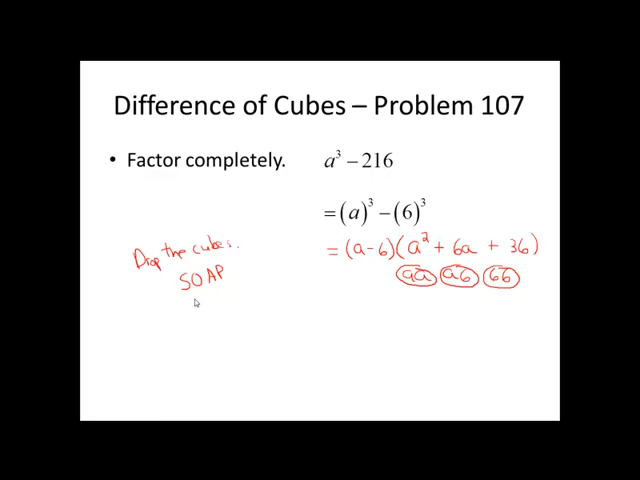 Difference of Cubes – Problem 107
• Factor completely. a³ − 216
= (a)³ − (6)³
= (a − 6)(a² + 6a + 36)
Drop the cubes.
SOAP
aa a6 66